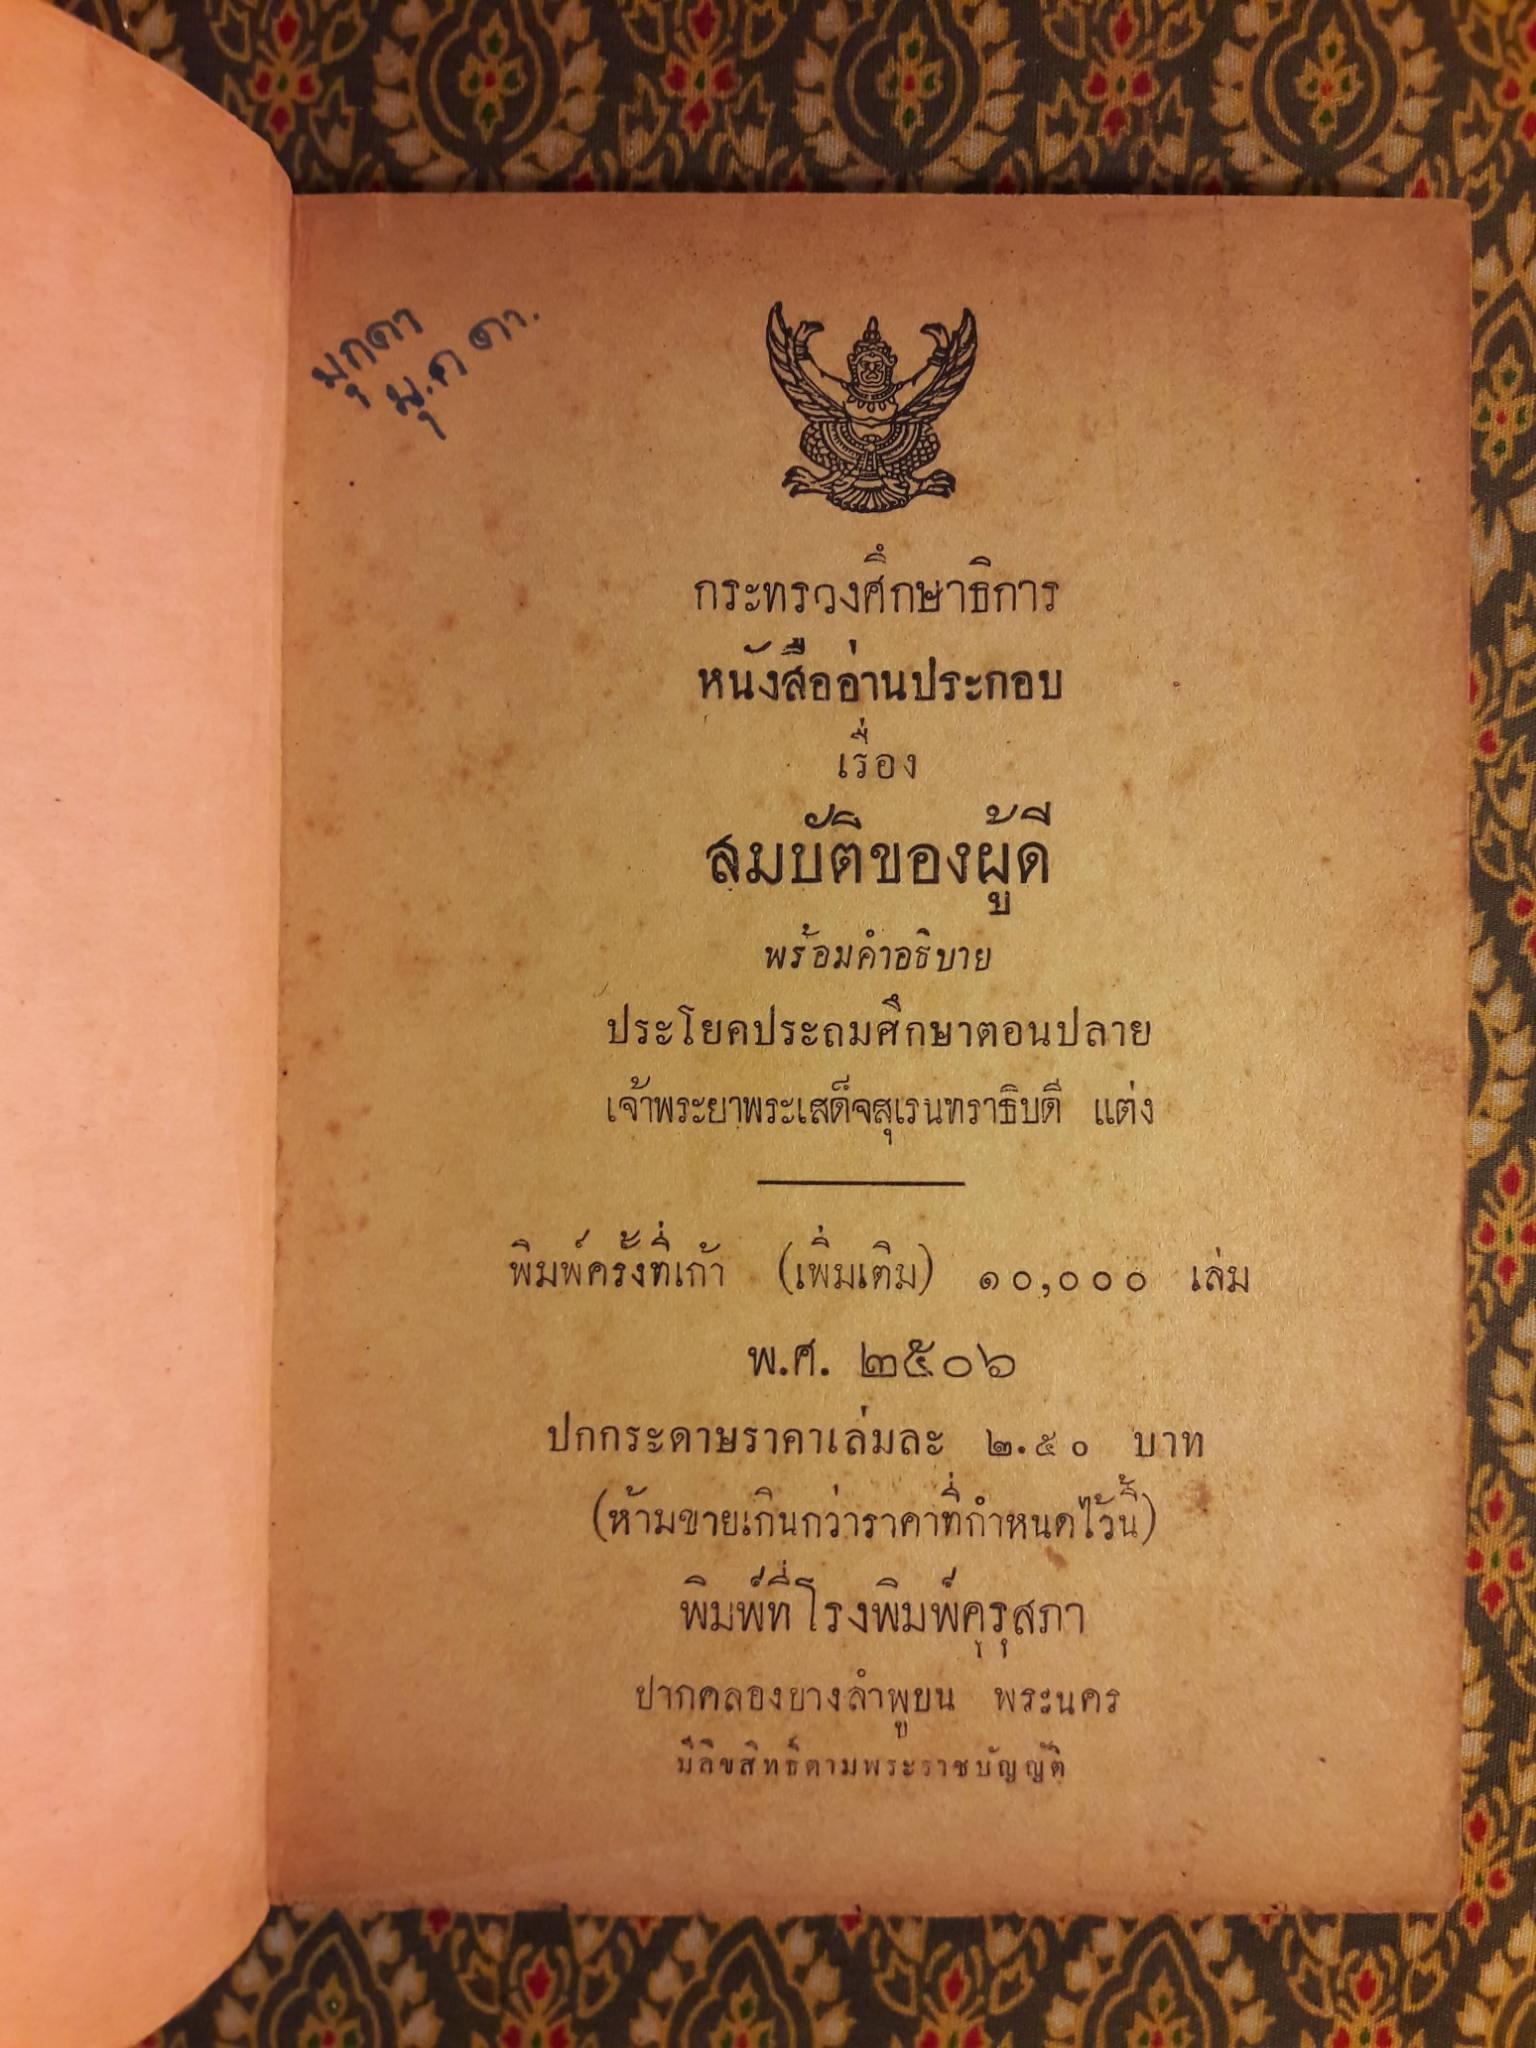 มุกดา
มุ.ค ดา.
กระทรวงศึกษาธิการ
หนังสืออ่านประกอบ
เรื่อง
สมบัติของผู้ดี
พร้อมคำอธิบาย
ประโยคประถมศึกษาตอนปลาย
เจ้าพระยาพระเสด็จสุเรนทราธิบดี แต่ง
พิมพ์ครั้งที่เก้า (เพิ่มเติม) ๑๐,๐๐๐ เล่ม
พ.ศ. ๒๕๐๖
ปกกระดาษราคาเล่มละ ๒.๕๐ บาท
(ห้ามขายเกินกว่าราคาที่กำหนดไว้นี้)
พิมพ์ที่โรงพิมพ์คุรุสภา
ปากคลองบางลำพูบน พระนคร
มีลิขสิทธิ์ตามพระราชบัญญัติ